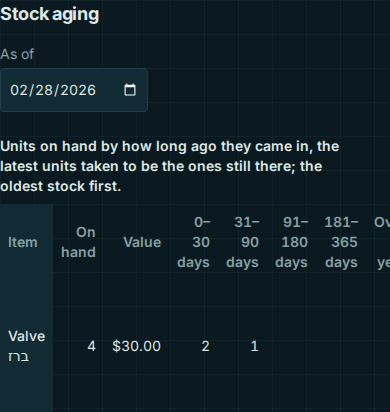 Stock aging
As of
02/28/2026
Units on hand by how long ago they came in, the
latest units taken to be the ones still there; the
oldest stock first.
Item On hand Value 0–30 days 31–90 days 91–180 days 181–365 days
Valve 4 $30.00 2 1
ברז